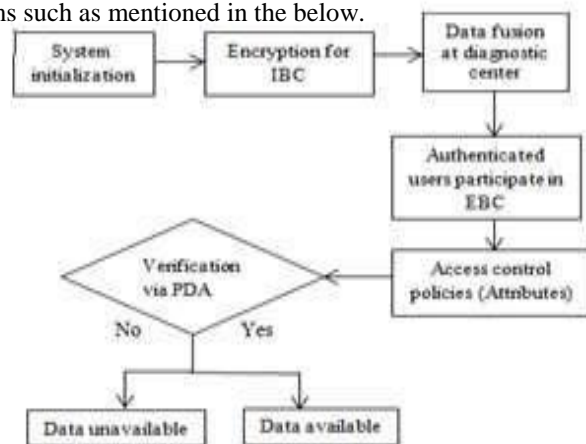 ns such as mentioned in the below.
System
initialization
Encryption for
IBC
Data fusion
at diagnostic
center
Authenticated
users participate in
EBC
Access control
policies (Attributes)
Verification
via PDA
No
Yes
Data unavailable
Data available